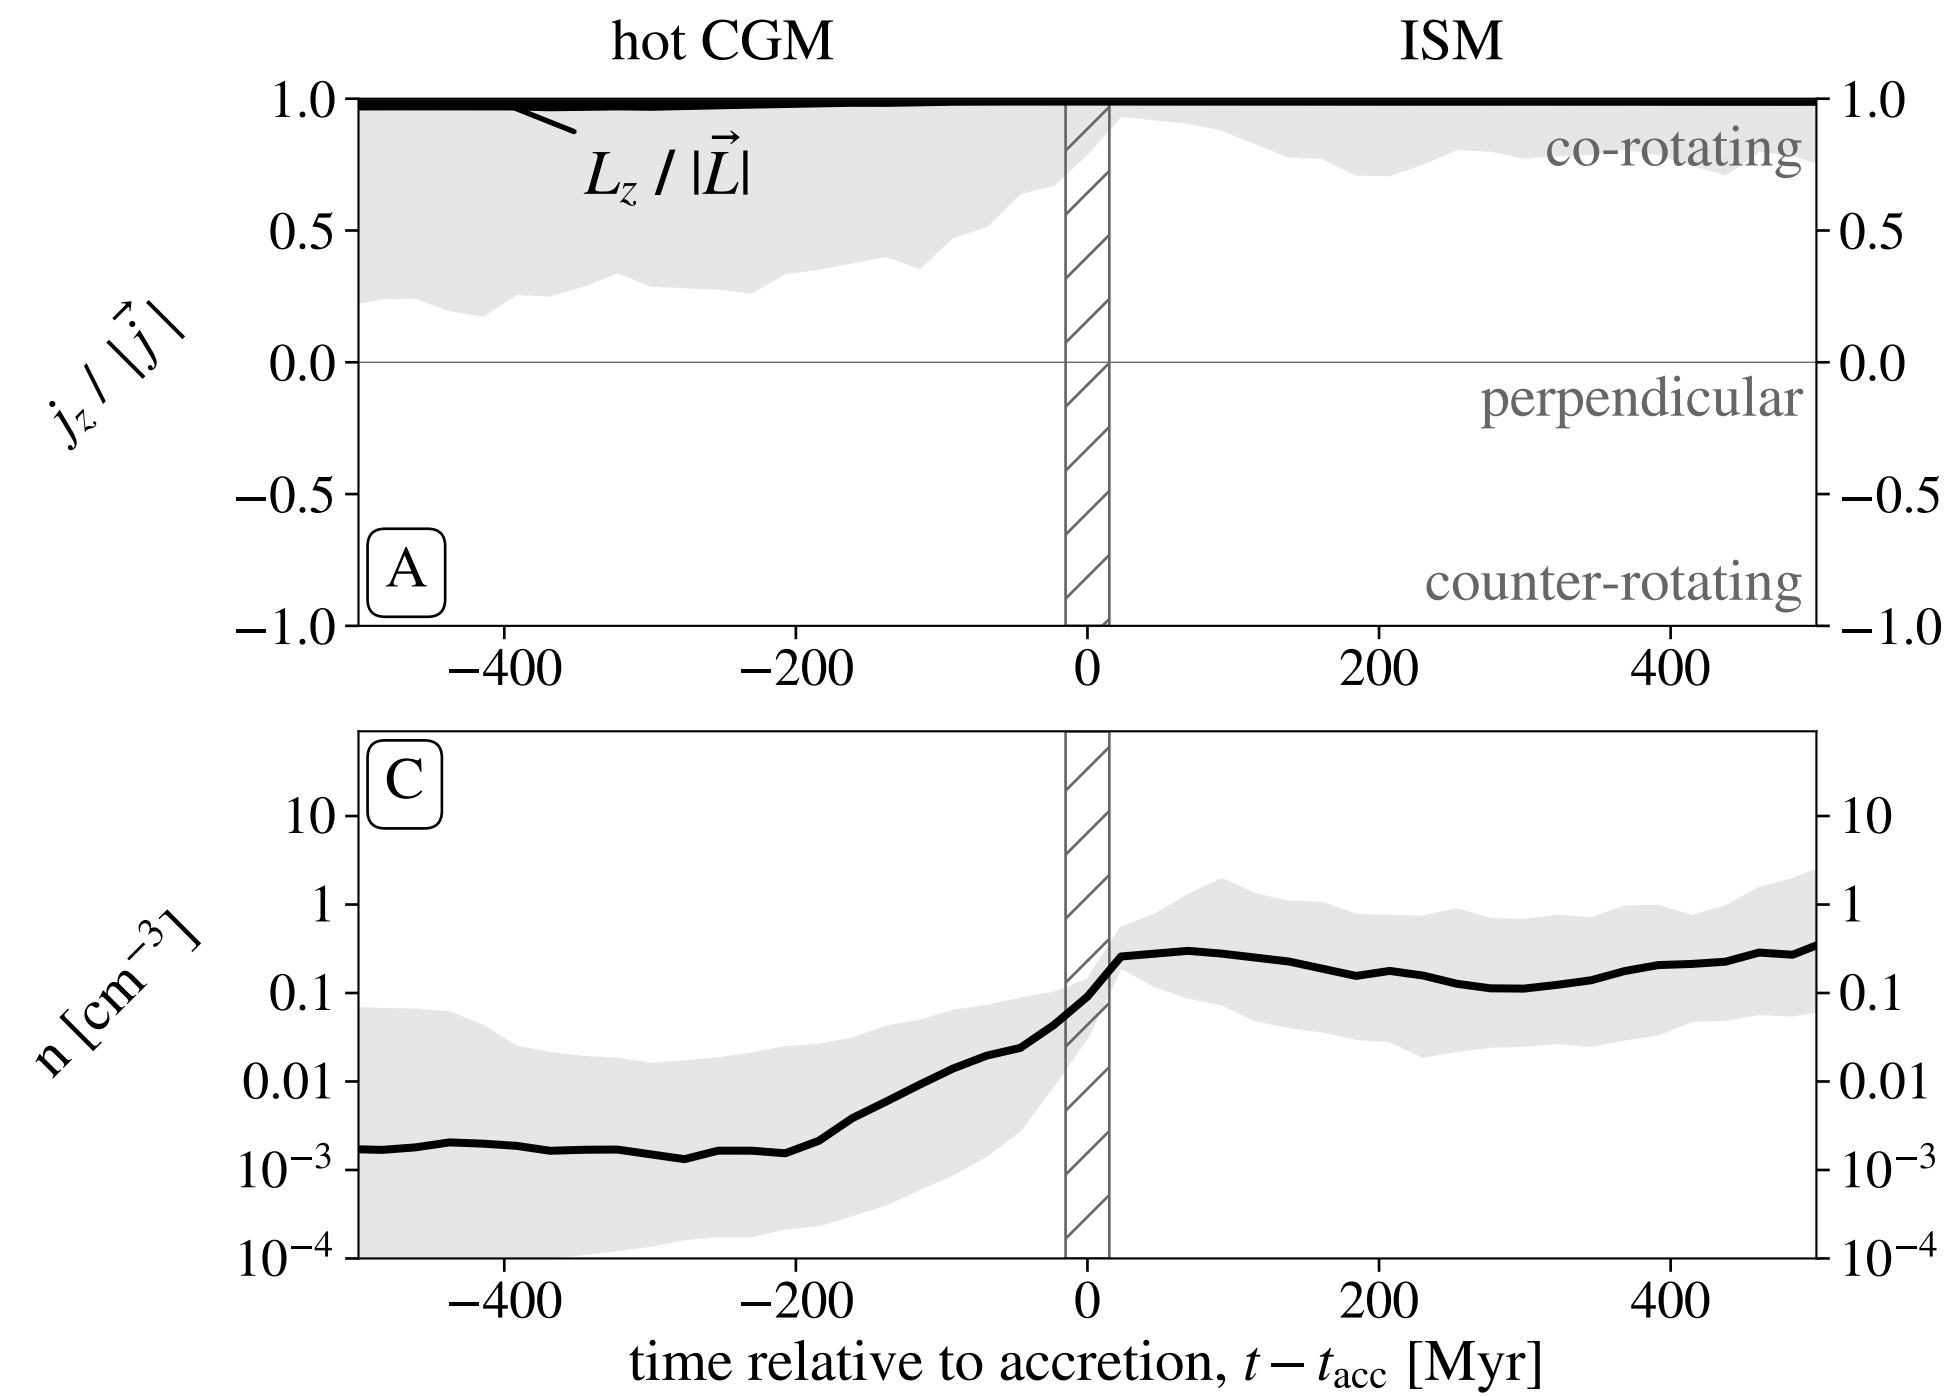 hot CGM ISM
1.0 1.0
L_z / |\vec{L}| co-rotating
0.5 0.5
j_z / |\vec{j}|
0.0 0.0
perpendicular
−0.5 −0.5
A
counter-rotating
−1.0 −1.0
−400 −200 0 200 400
C
10 10
1 1
n [cm⁻³]
0.1 0.1
0.01 0.01
10⁻³ 10⁻³
10⁻⁴ 10⁻⁴
−400 −200 0 200 400
time relative to accretion, t − t_acc [Myr]